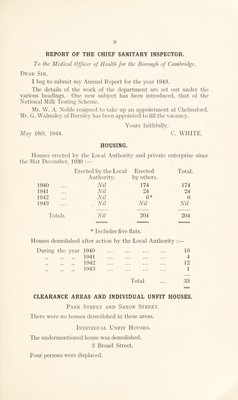 9
REPORT OF THE CHIEF SANITARY INSPECTOR.
To the Medical Officer of Health for the Borough of Cambridge.
DEAR SIR,
I beg to submit my Annual Report for the year 1943.
The details of the work of the department are set out under the
various headings. One new subject has been introduced, that of the
National Milk Testing Scheme.
Mr. W. A. Noble resigned to take up an appointment at Chelmsford.
Mr. G. Walmsley of Burnley has been appointed to fill the vacancy.
Yours faithfully,
May 16th, 1944. C. WHITE.
HOUSING.
Houses erected by the Local Authority and private enterprise since
the 31st December, 1939 :—
Erected by the Local Erected Total.
Authority. by others.
1940 ... Nil 174 174
1941 ... Nil 24 24
1942 ... Nil 6* 6
1943 ... Nil Nil Nil
Totals Nil 204 204
* Includes five flats.
Houses demolished after action by the Local Authority :—
During the year 1940 ... ... ... ... 16
,, ,, ,, 1941 ... ... ... ... 4
,, ,, ,, 1942 ... ... ... ... 12
,, ,, ,, 1943 ... ... ... ... 1
Total ... 33
CLEARANCE AREAS AND INDIVIDUAL UNFIT HOUSES.
PARK STREET AND SAXON STREET.
There were no houses demolished in these areas.
INDIVIDUAL UNFIT HOUSES.
The undermentioned house was demolished.
3 Broad Street.
Four persons were displaced.